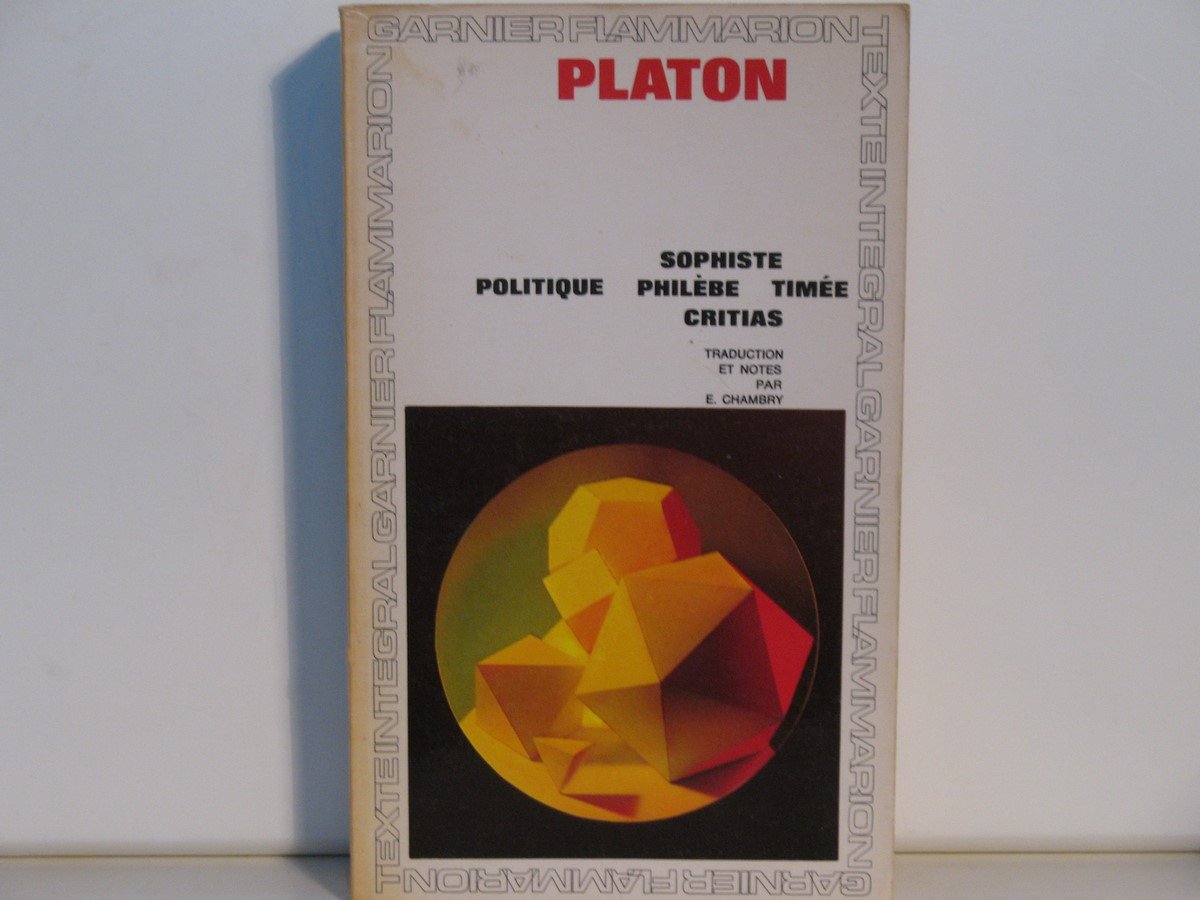 GARNIER FLAMMARION
TEXTE INTEGRAL GARNIER FLAMMARION
TEXTE INTEGRAL GARNIER FLAMMARION
GARNIER FLAMMARION
PLATON
SOPHISTE
POLITIQUE PHILÈBE TIMÉE
CRITIAS
TRADUCTION
ET NOTES
PAR
E. CHAMBRY